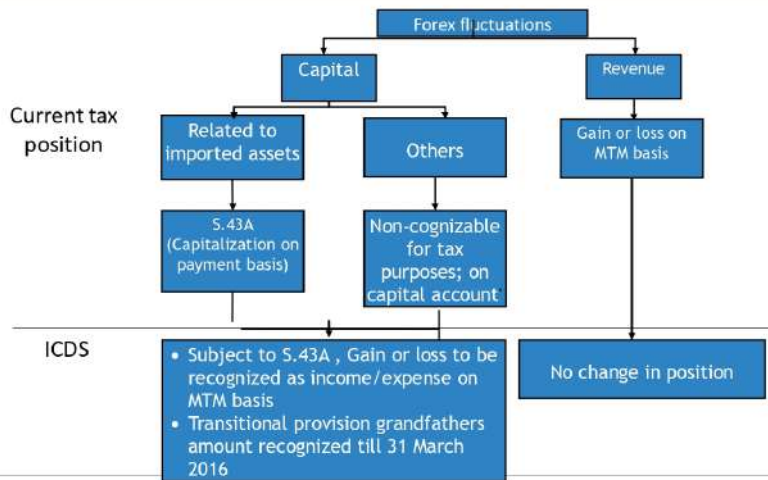 Forex fluctuations
Capital
Revenue
Current tax
position
Related to
imported assets
Others
Gain or loss on
MTM basis
S.43A
(Capitalization on
payment basis)
Non-cognizable
for tax
purposes; on
capital account
ICDS
• Subject to S.43A , Gain or loss to be
recognized as income/expense on
MTM basis
• Transitional provision grandfathers
amount recognized till 31 March
2016
No change in position